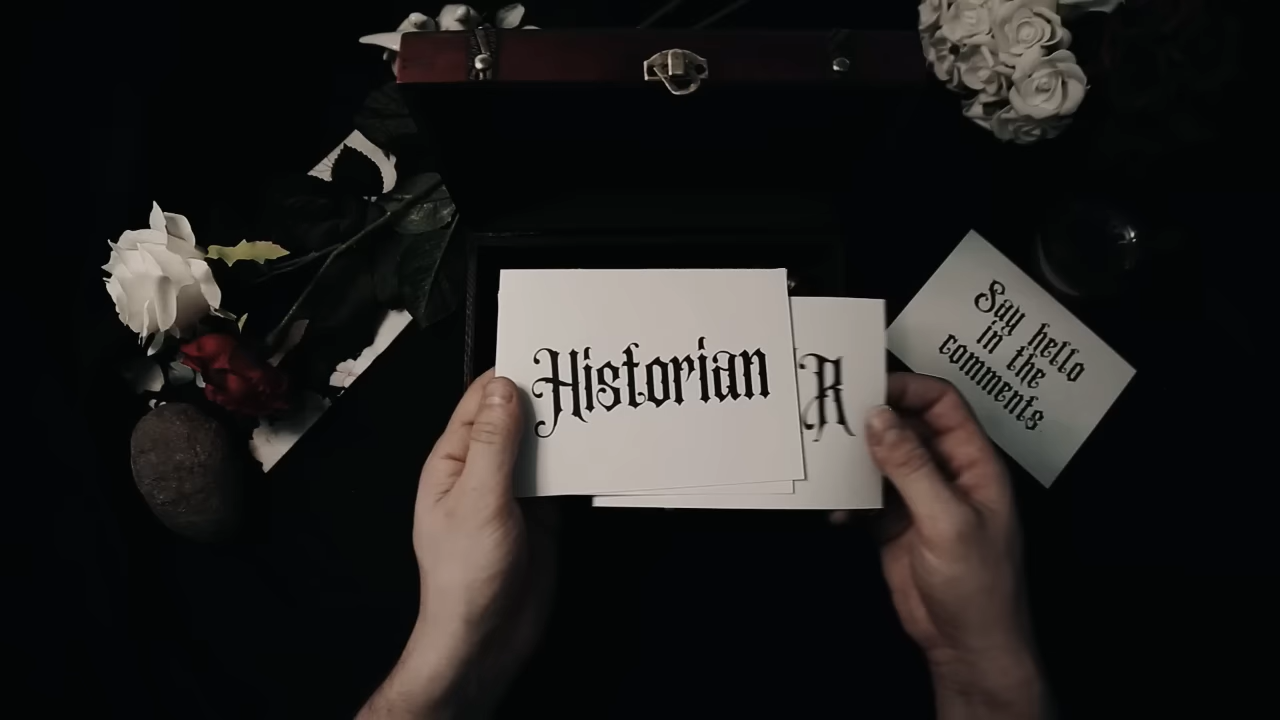 Historian
R
Say hello
in the
comments